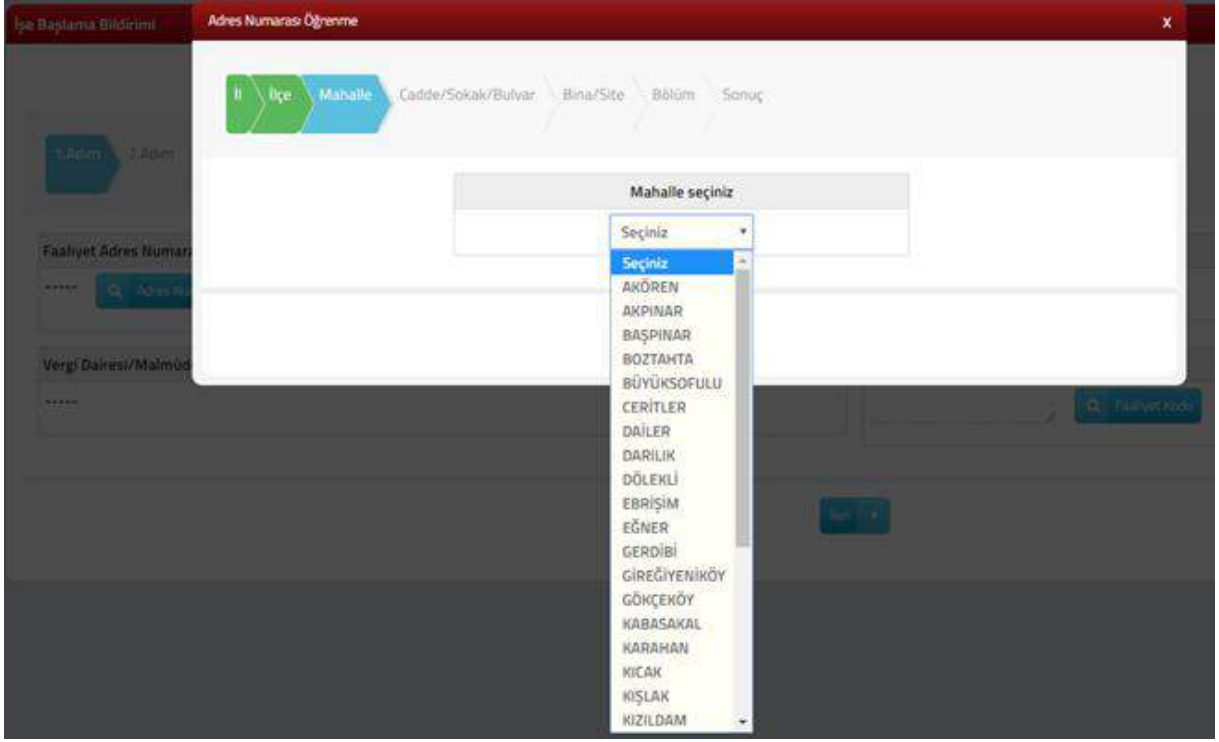 İşe Başlama Bildirimi
Adres Numarası Öğrenme
x
İl
İlçe
Mahalle
Cadde/Sokak/Bulvar
Bina/Site
Bölüm
Sonuç
1.Adım
2.Adım
Mahalle seçiniz
Seçiniz
Faaliyet Adres Numara
-----
Adres Nu
Vergi Dairesi/Malmüd
-----
Faaliyet Kodu
İleri
Seçiniz
AKÖREN
AKPINAR
BAŞPINAR
BOZTAHTA
BÜYÜKSOFULU
CERİTLER
DAİLER
DARILIK
DÖLEKLİ
EBRİŞİM
EĞNER
GERDİBİ
GİREĞİYENİKÖY
GÖKÇEKÖY
KABASAKAL
KARAHAN
KICAK
KIŞLAK
KIZILDAM